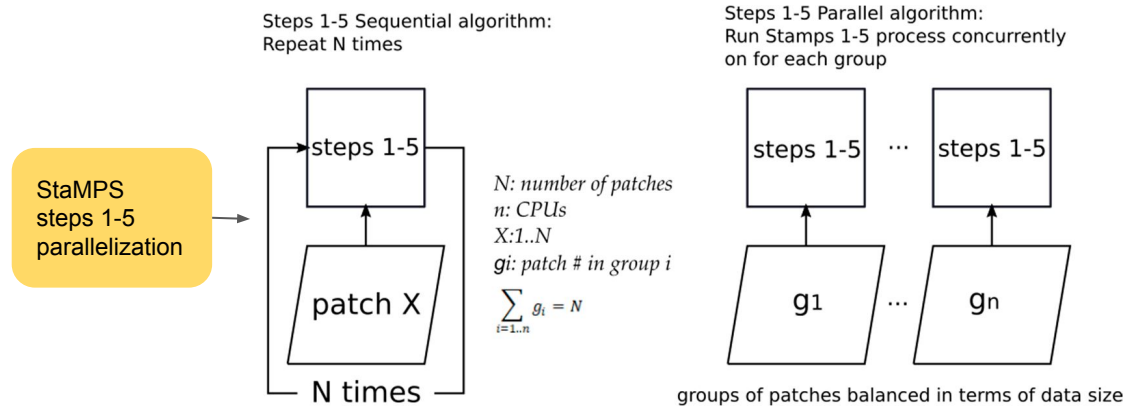 Steps 1-5 Sequential algorithm:
Repeat N times
steps 1-5
StaMPS
steps 1-5
parallelization
patch X
N times
N: number of patches
n: CPUs
X:1..N
gi: patch # in group i
∑ i=1..n gi = N
Steps 1-5 Parallel algorithm:
Run Stamps 1-5 process concurrently
on for each group
steps 1-5 ... steps 1-5
g1 ... gn
groups of patches balanced in terms of data size